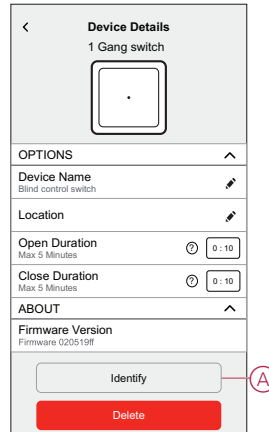 Device Details
1 Gang switch
OPTIONS
Device Name
Blind control switch
Location
Open Duration
Max 5 Minutes
? 0 : 10
Close Duration
Max 5 Minutes
? 0 : 10
ABOUT
Firmware Version
Firmware 020519ff
Identify
A
Delete